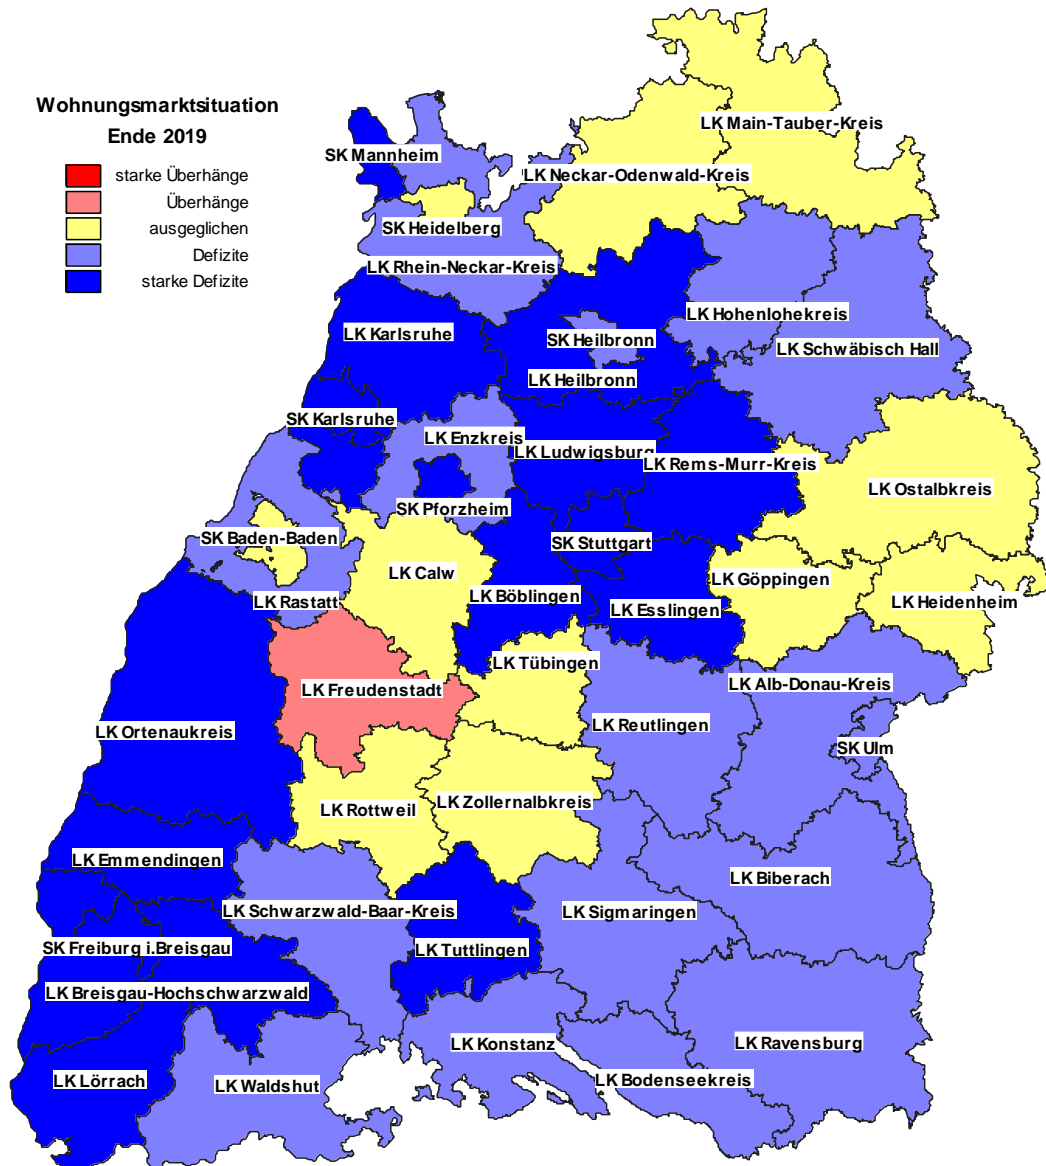 Wohnungsmarktsituation
Ende 2019
starke Überhänge
Überhänge
ausgeglichen
Defizite
starke Defizite
LK Main-Tauber-Kreis
SK Mannheim
LK Neckar-Odenwald-Kreis
SK Heidelberg
LK Rhein-Neckar-Kreis
LK Hohenlohekreis
LK Karlsruhe
SK Heilbronn
LK Schwäbisch Hall
LK Heilbronn
SK Karlsruhe
LK Enzkreis
LK Ludwigsburg
LK Rems-Murr-Kreis
LK Ostalbkreis
SK Pforzheim
SK Baden-Baden
SK Stuttgart
LK Calw
LK Göppingen
LK Böblingen
LK Rastatt
LK Esslingen
LK Heidenheim
LK Tübingen
LK Alb-Donau-Kreis
LK Freudenstadt
LK Reutlingen
LK Ortenaukreis
SK Ulm
LK Rottweil
LK Zollernalbkreis
LK Emmendingen
LK Biberach
LK Schwarzwald-Baar-Kreis
LK Sigmaringen
SK Freiburg i.Breisgau
LK Tuttlingen
LK Breisgau-Hochschwarzwald
LK Konstanz
LK Ravensburg
LK Lörrach
LK Waldshut
LK Bodenseekreis